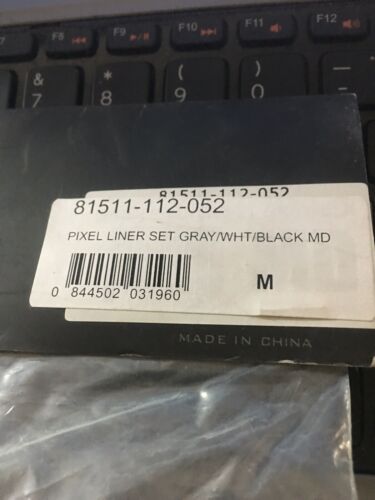 F7
F8
F9
F10
F11
F12
&
7
*
8
(
9
)
0
81511-112-052
81511-112-052
PIXEL LINER SET GRAY/WHT/BLACK MD
0 844502 031960
M
MADE IN CHINA